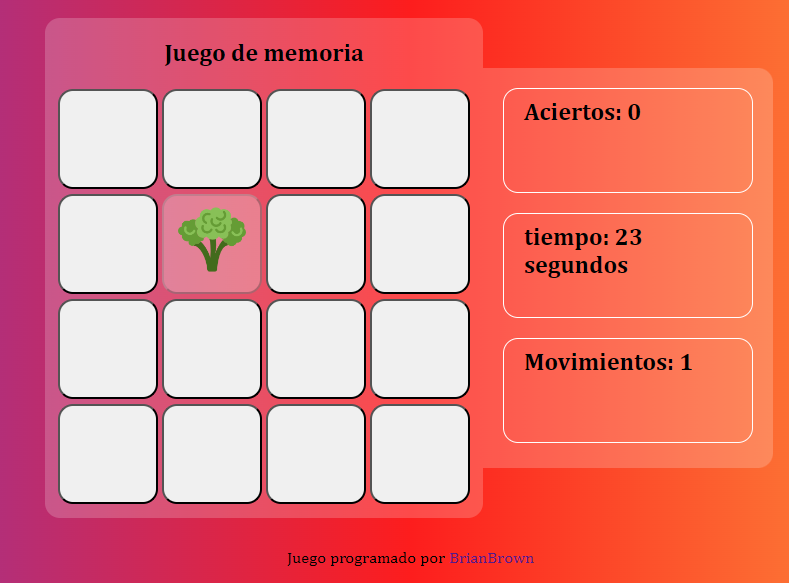 Juego de memoria
Aciertos: 0
tiempo: 23
segundos
Movimientos: 1
Juego programado por BrianBrown